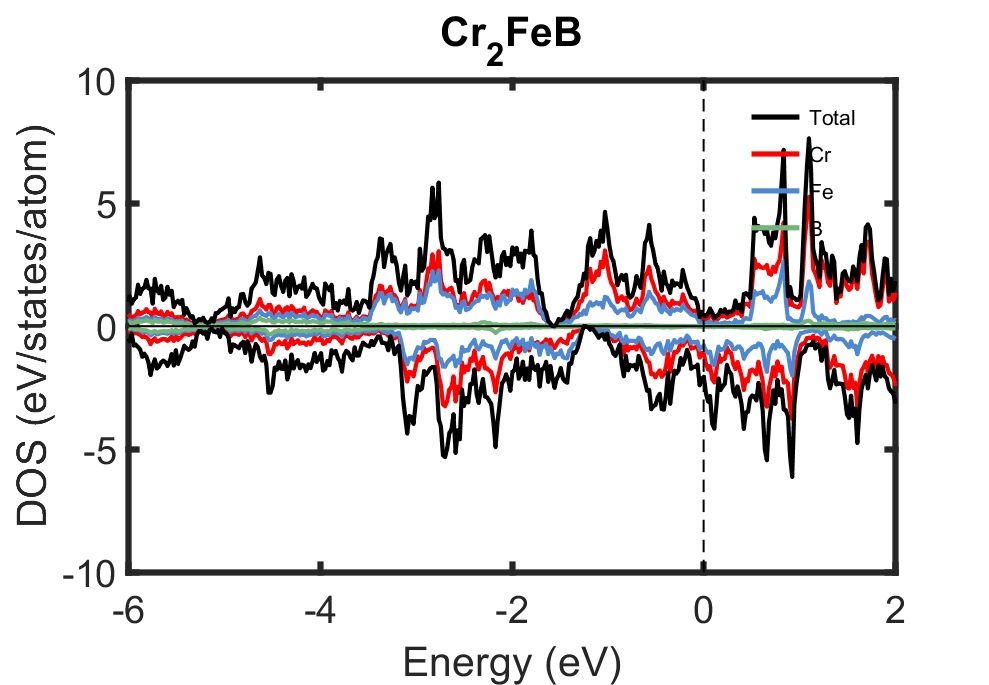 Cr2FeB
10
5
0
-5
-10
DOS (eV/states/atom)
Total
Cr
Fe
B
-6
-4
-2
0
2
Energy (eV)